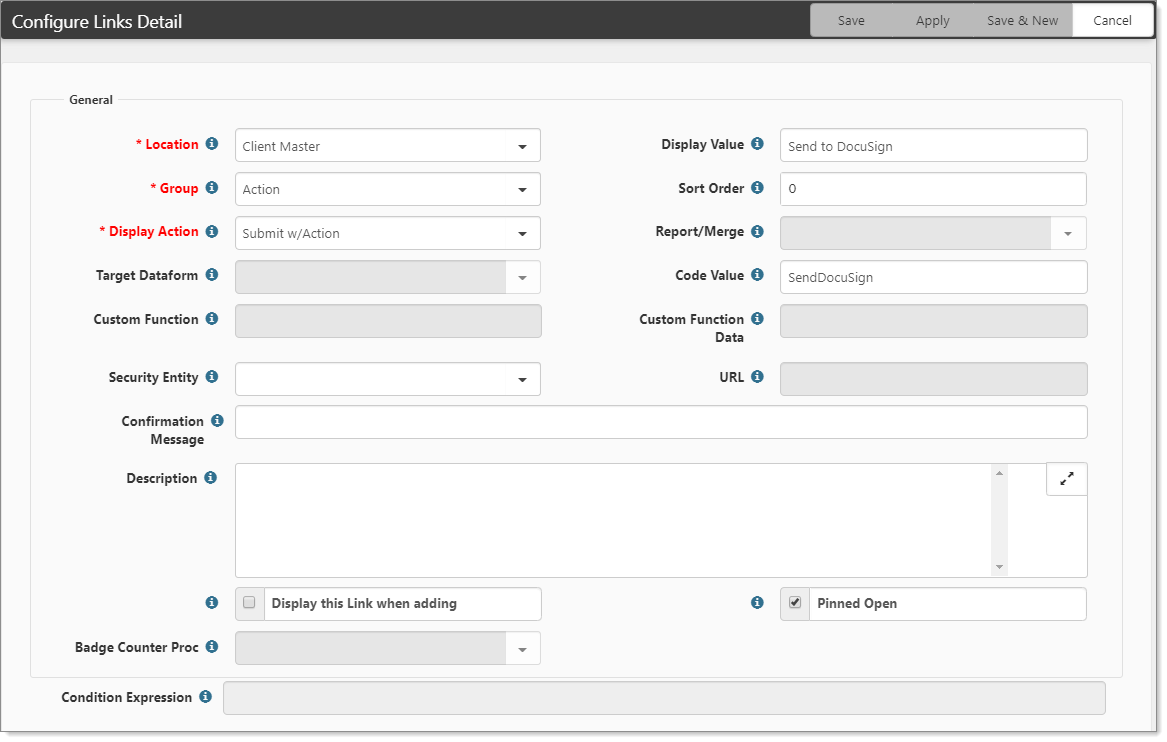 Configure Links Detail
Save Apply Save & New Cancel
General
* Location Client Master Display Value Send to DocuSign
* Group Action Sort Order 0
* Display Action Submit w/Action Report/Merge
Target Dataform Code Value SendDocuSign
Custom Function Custom Function
Data
Security Entity URL
Confirmation
Message
Description
Display this Link when adding Pinned Open
Badge Counter Proc
Condition Expression